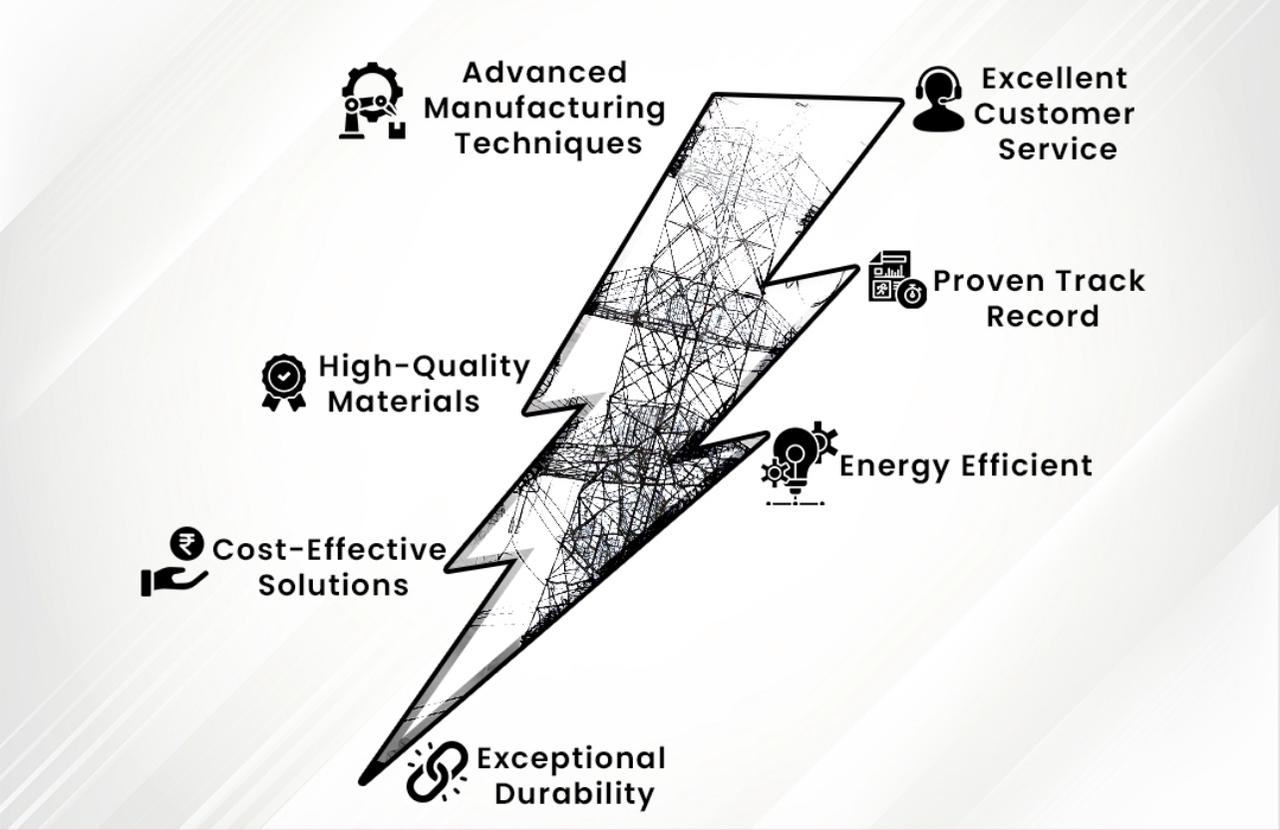 Advanced
Manufacturing
Techniques
Excellent
Customer
Service
Proven Track
Record
High-Quality
Materials
Energy Efficient
₹
Cost-Effective
Solutions
Exceptional
Durability